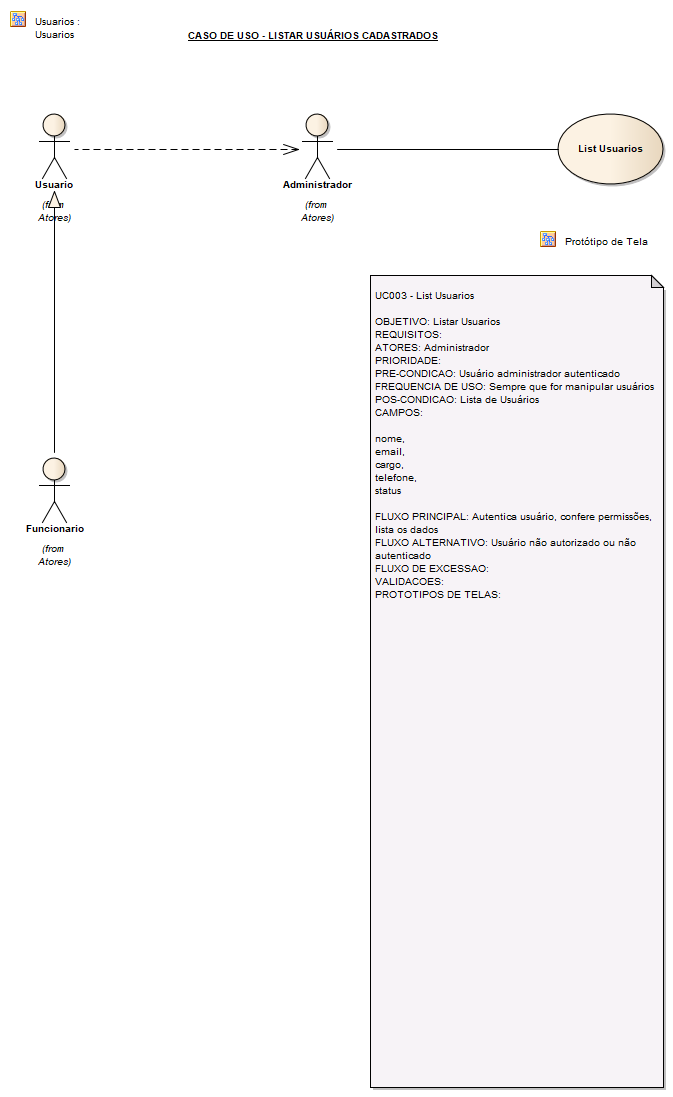 Usuarios :
Usuarios
CASO DE USO - LISTAR USUÁRIOS CADASTRADOS
Usuario
(from
Atores)
Administrador
(from
Atores)
List Usuarios
Protótipo de Tela
UC003 - List Usuarios
OBJETIVO: Listar Usuarios
REQUISITOS:
ATORES: Administrador
PRIORIDADE:
PRE-CONDICAO: Usuário administrador autenticado
FREQUENCIA DE USO: Sempre que for manipular usuários
POS-CONDICAO: Lista de Usuários
CAMPOS:
nome,
email,
cargo,
telefone,
status
FLUXO PRINCIPAL: Autentica usuário, confere permissões,
lista os dados
FLUXO ALTERNATIVO: Usuário não autorizado ou não
autenticado
FLUXO DE EXCESSAO:
VALIDACOES:
PROTOTIPOS DE TELAS:
Funcionario
(from
Atores)